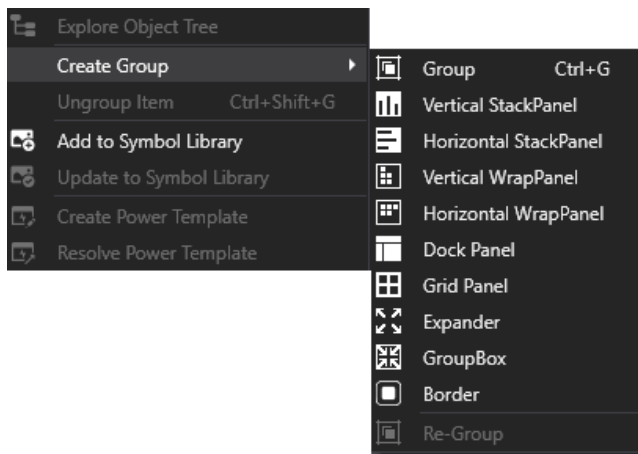 Explore Object Tree
Create Group
Ungroup Item Ctrl+Shift+G
Add to Symbol Library
Update to Symbol Library
Create Power Template
Resolve Power Template
Group Ctrl+G
Vertical StackPanel
Horizontal StackPanel
Vertical WrapPanel
Horizontal WrapPanel
Dock Panel
Grid Panel
Expander
GroupBox
Border
Re-Group